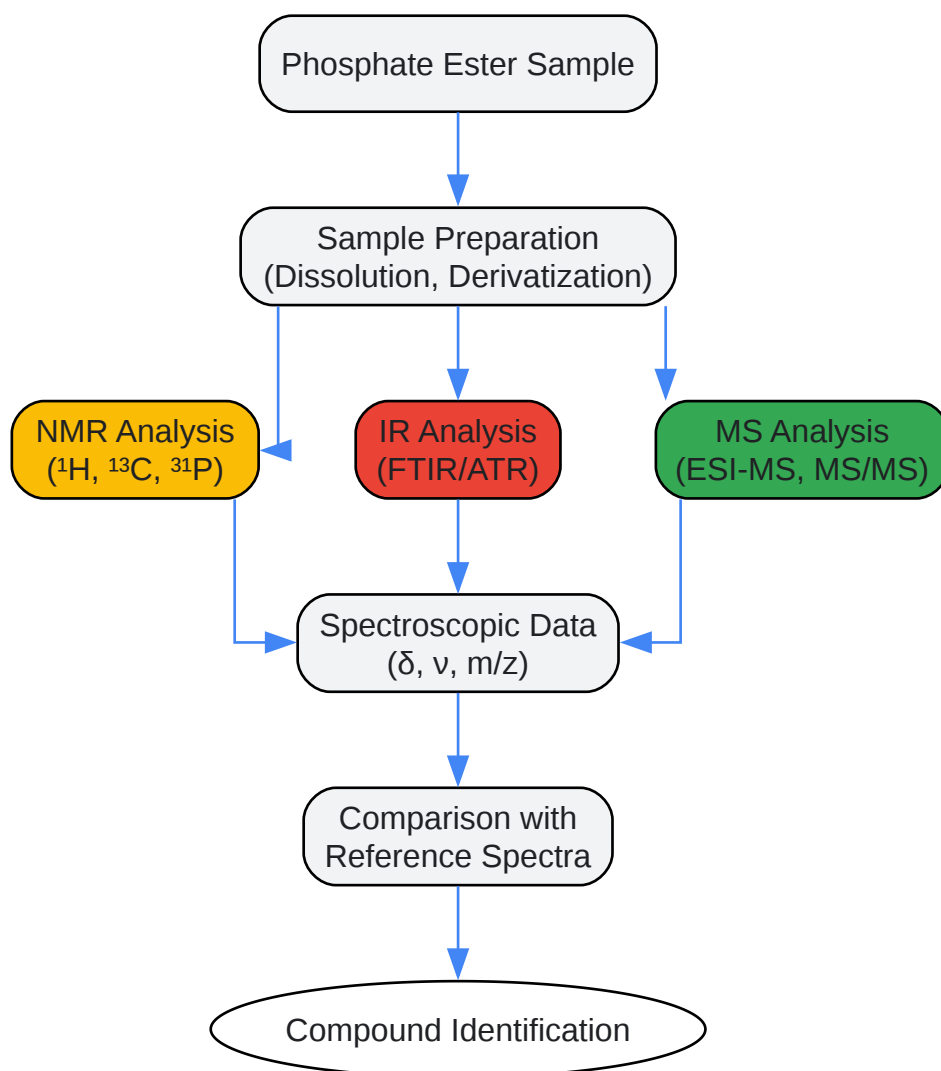 Phosphate Ester Sample
Sample Preparation
(Dissolution, Derivatization)
NMR Analysis
(¹H, ¹³C, ³¹P)
IR Analysis
(FTIR/ATR)
MS Analysis
(ESI-MS, MS/MS)
Spectroscopic Data
(δ, ν, m/z)
Comparison with
Reference Spectra
Compound Identification